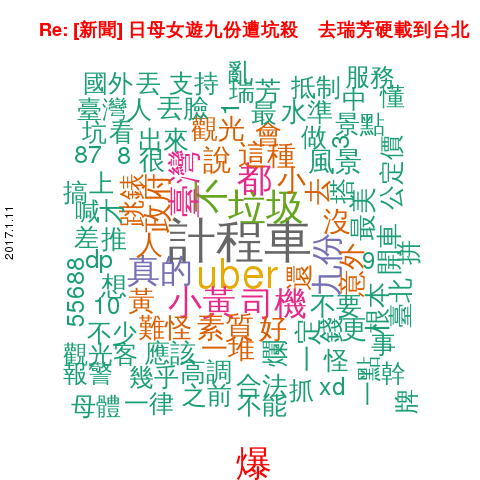 Re: [新聞] 日母女遊九份遭坑殺 去瑞芳硬載到台北
2017.1.11
國外 丟 支持 亂 瑞芳 抵制 服務
臺灣人 丟臉 1 最 水準 中 懂
坑 看 出來 觀光 會 做 3 景點
87 8 很 臺灣 說 這種 風景 公定價
搞 上 跳錶 政府 不 都 小 去 搭 最美
喊 才 垃圾 沒
差 推 人 計程車 九份 意外 9 開車 拼
dp 想 真的 uber 還 根本 臺北
55688 10 黃 小黃 司機 不要
不少 難怪 素質 好 一定 錢 更 事
觀光客 應該 一堆 爛 怪 一點 幹
報警 幾乎 高調 合法 抓 xd
母體 一律 之前 不能 牌
爆